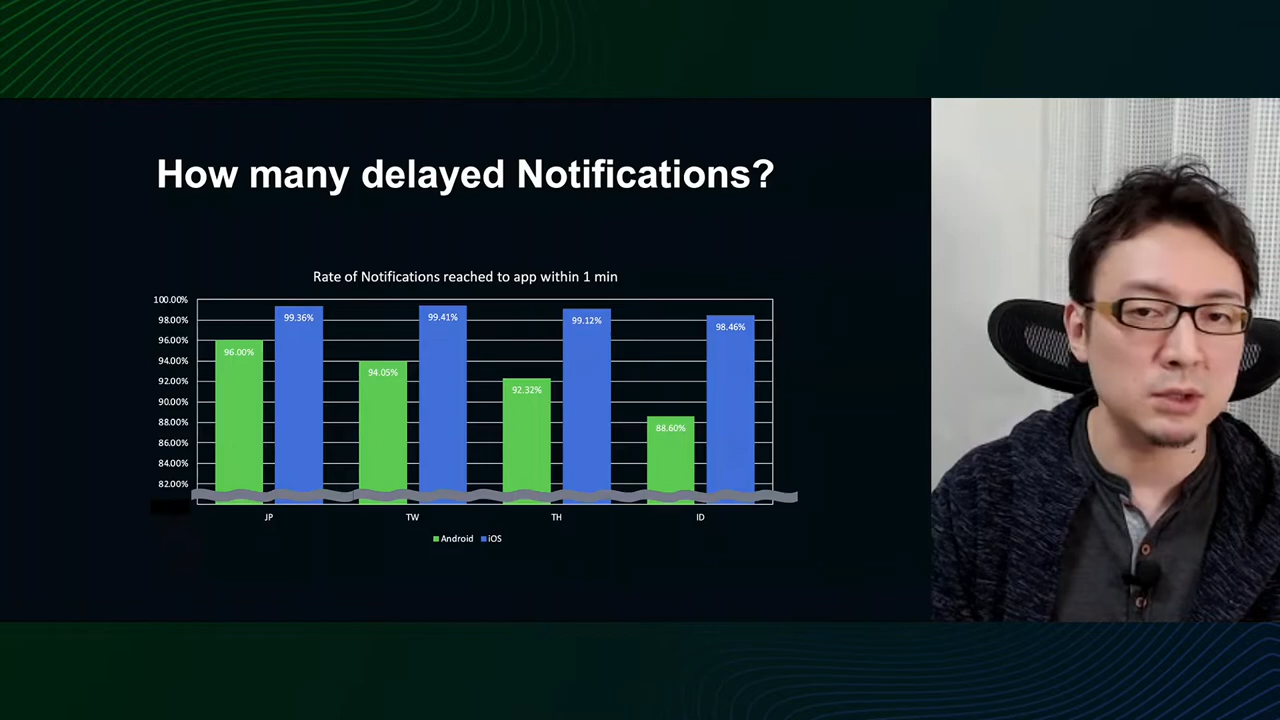 How many delayed Notifications?
Rate of Notifications reached to app within 1 min
100.00%
98.00%
96.00%
94.00%
92.00%
90.00%
88.00%
86.00%
84.00%
82.00%
96.00%
99.36%
94.05%
99.41%
92.32%
99.12%
88.60%
98.46%
JP
TW
TH
ID
Android
iOS